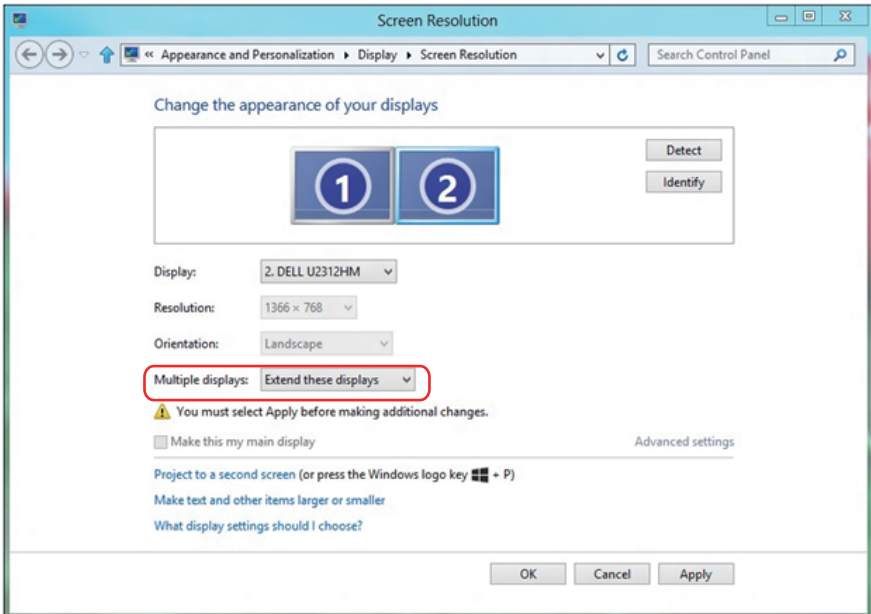 Screen Resolution
« Appearance and Personalization ▸ Display ▸ Screen Resolution
Search Control Panel
Change the appearance of your displays
1
2
Detect
Identify
Display: 2. DELL U2312HM
Resolution: 1366 × 768
Orientation: Landscape
Multiple displays: Extend these displays
You must select Apply before making additional changes.
Make this my main display
Advanced settings
Project to a second screen (or press the Windows logo key + P)
Make text and other items larger or smaller
What display settings should I choose?
OK
Cancel
Apply